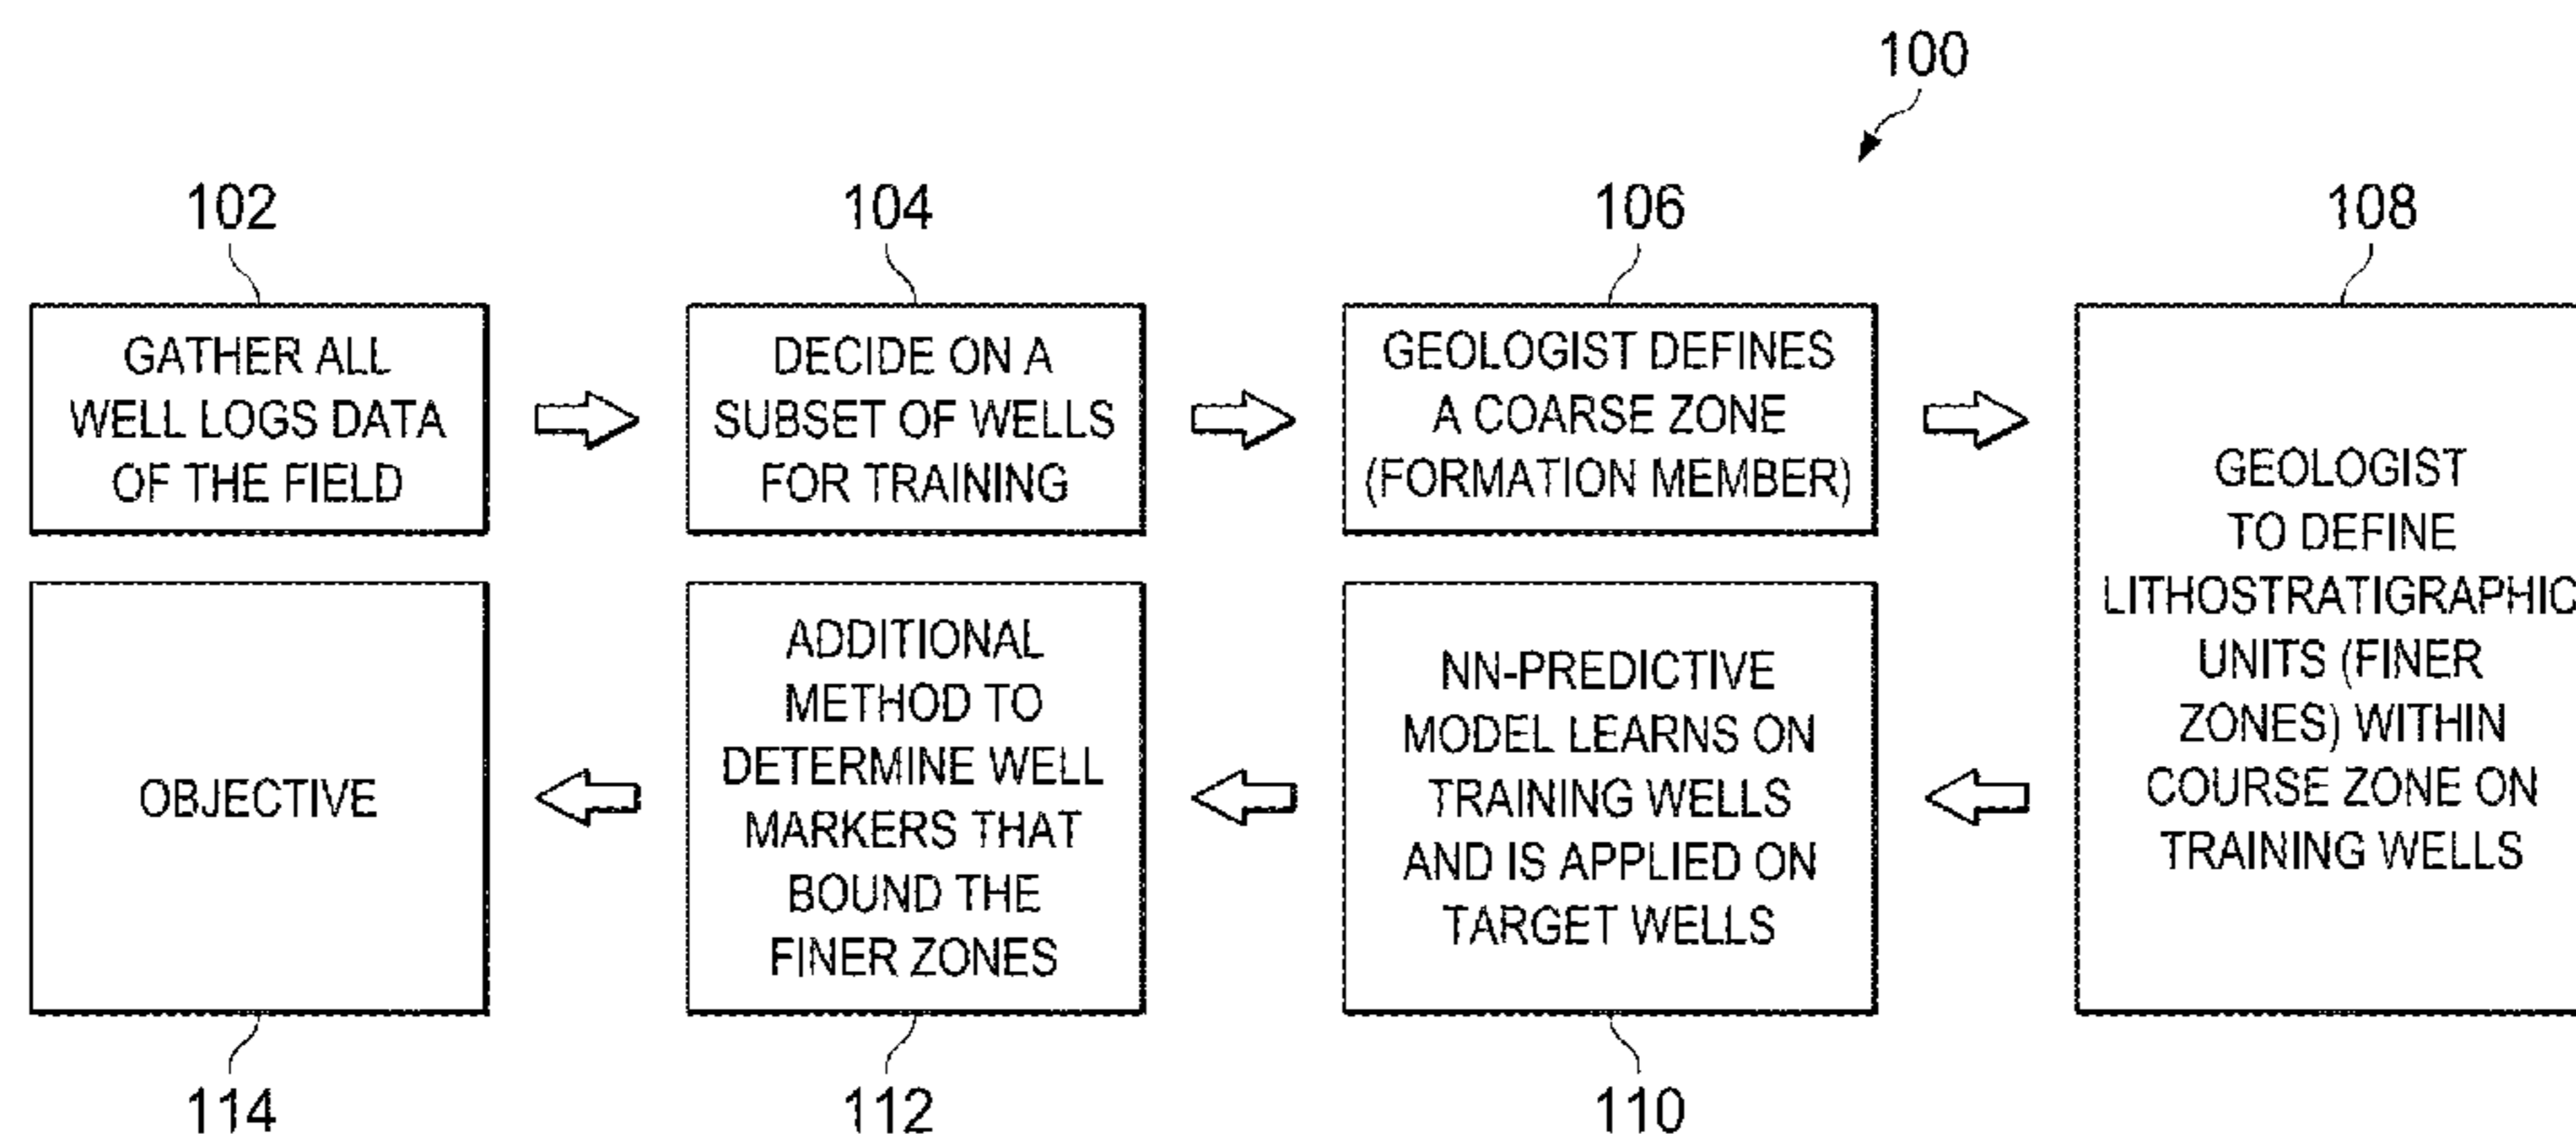 100
102
GATHER ALL
WELL LOGS DATA
OF THE FIELD
104
DECIDE ON A
SUBSET OF WELLS
FOR TRAINING
106
GEOLOGIST DEFINES
A COARSE ZONE
(FORMATION MEMBER)
108
GEOLOGIST
TO DEFINE
LITHOSTRATIGRAPHIC
UNITS (FINER
ZONES) WITHIN
COURSE ZONE ON
TRAINING WELLS
NN-PREDICTIVE
MODEL LEARNS ON
TRAINING WELLS
AND IS APPLIED ON
TARGET WELLS
110
ADDITIONAL
METHOD TO
DETERMINE WELL
MARKERS THAT
BOUND THE
FINER ZONES
112
OBJECTIVE
114